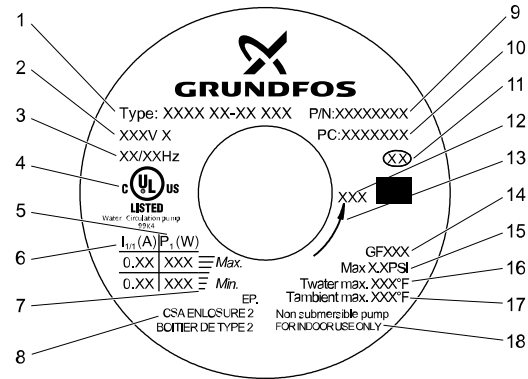 GRUNDFOS
Type: XXXX XX-XX XXX P/N:XXXXXXXX
XXXV X PC:XXXXXXX
XX/XXHz
XX
C UL US
LISTED
Water Circulation pump
99K4
XXX
I1/1(A) P1(W)
0.XX XXX Max.
0.XX XXX Min.
EP.
CSA ENLOSURE 2
BOITIER DE TYPE 2
GFXXX
Max X.XPSI
Twater max. XXX°F
Tambient max. XXX°F
Non submersible pump
FOR INDOOR USE ONLY
1
2
3
4
5
6
7
8
9
10
11
12
13
14
15
16
17
18